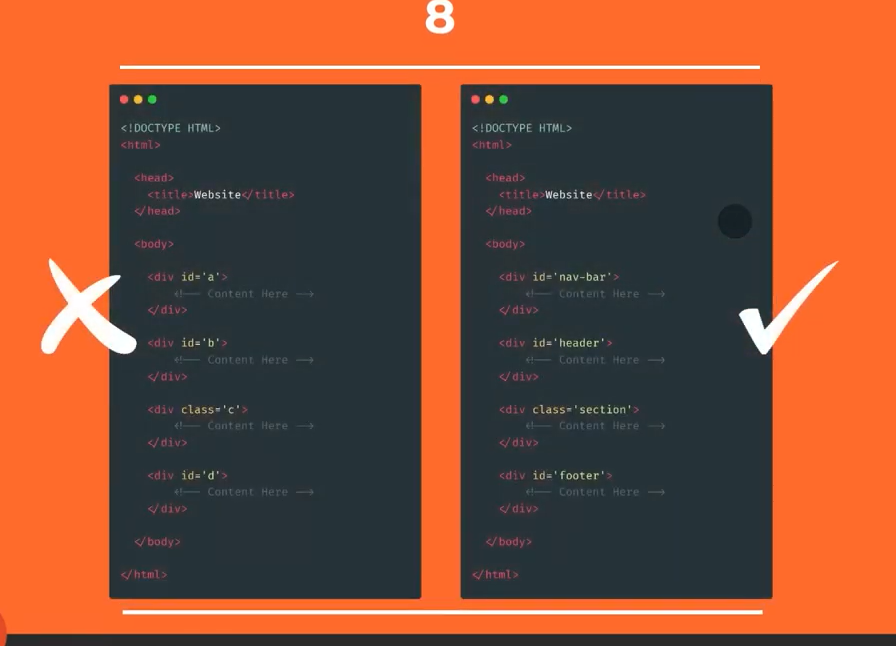 8
<!DOCTYPE HTML>
<html>
<head>
<title>Website</title>
</head>
<body>
<div id='a'>
<!-- Content Here -->
</div>
<div id='b'>
<!-- Content Here -->
</div>
<div class='c'>
<!-- Content Here -->
</div>
<div id='d'>
<!-- Content Here -->
</div>
</body>
</html>
<!DOCTYPE HTML>
<html>
<head>
<title>Website</title>
</head>
<body>
<div id='nav-bar'>
<!-- Content Here -->
</div>
<div id='header'>
<!-- Content Here -->
</div>
<div class='section'>
<!-- Content Here -->
</div>
<div id='footer'>
<!-- Content Here -->
</div>
</body>
</html>